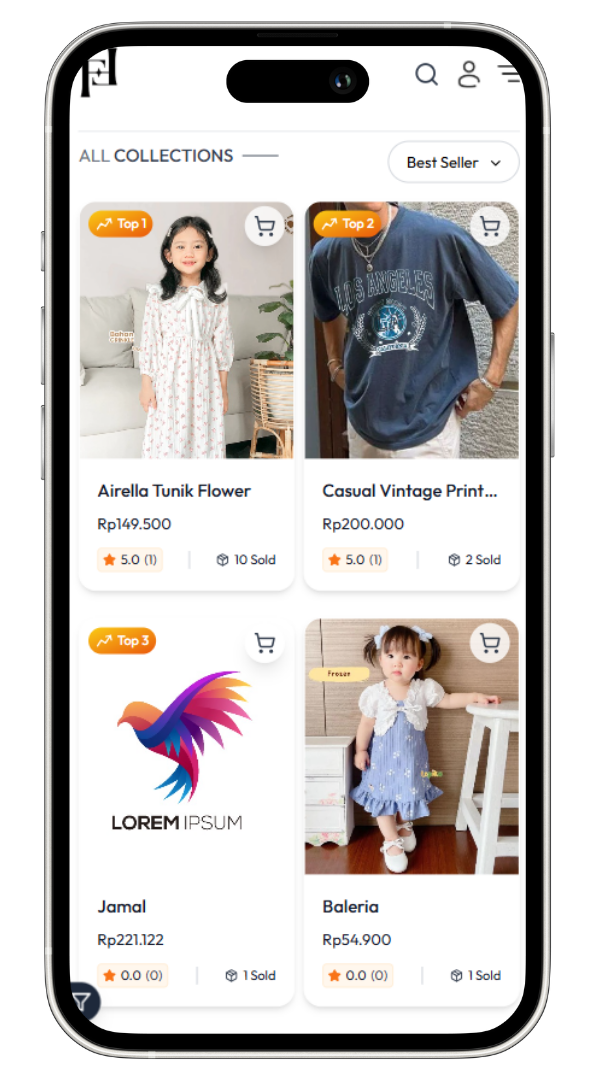 ALL COLLECTIONS
Best Seller
Top 1
Top 2
LOS ANGELES
Airella Tunik Flower
Casual Vintage Print...
Rp149.500
Rp200.000
5.0 (1)
10 Sold
5.0 (1)
2 Sold
Top 3
Frozen
LOREM IPSUM
Jamal
Baleria
Rp221.122
Rp54.900
0.0 (0)
1 Sold
0.0 (0)
1 Sold